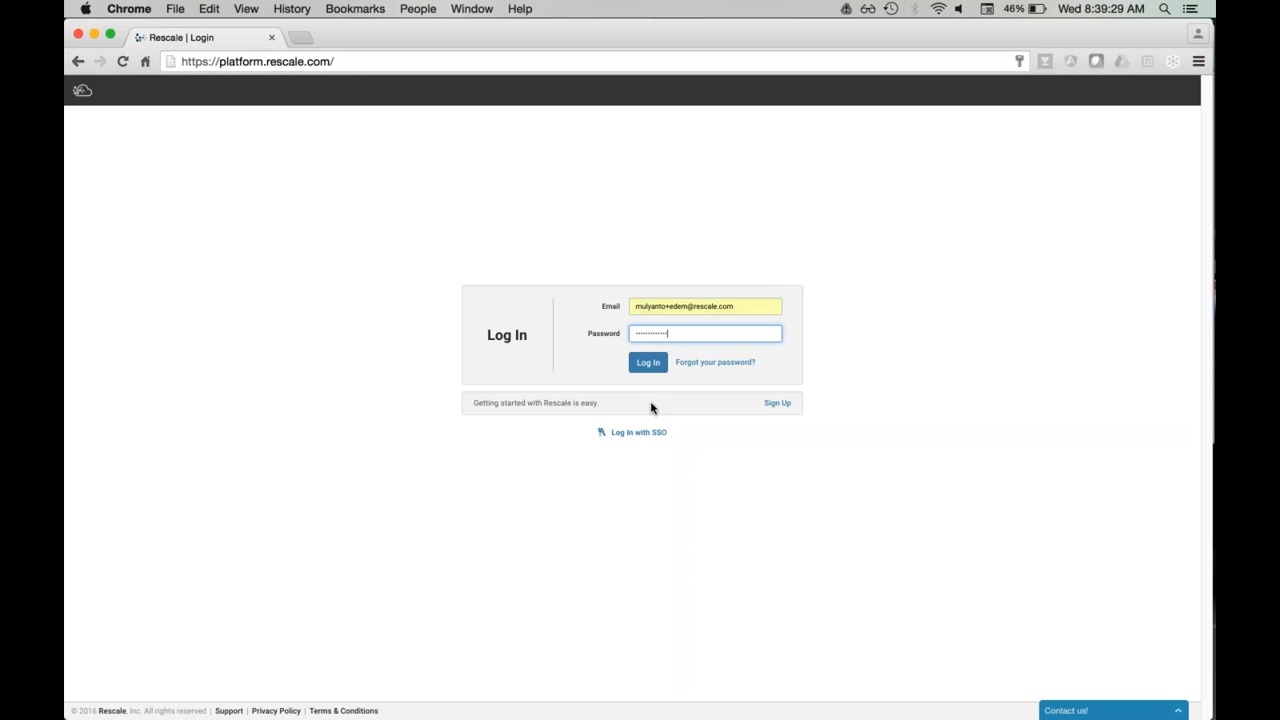 Chrome File Edit View History Bookmarks People Window Help 46% Wed 8:39:29 AM
Rescale | Login
https://platform.rescale.com/
Log In
Email mulyanto+edem@rescale.com
Password
Log In Forgot your password?
Getting started with Rescale is easy. Sign Up
Log In with SSO
© 2016 Rescale, Inc. All rights reserved | Support | Privacy Policy | Terms & Conditions
Contact us!